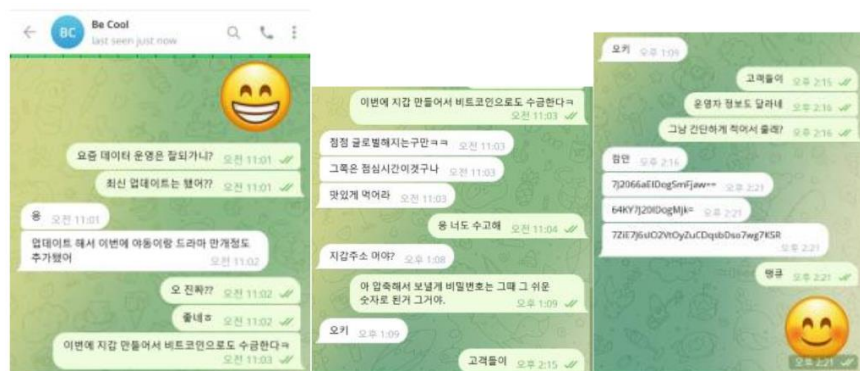 BC
Be Cool
last seen just now
요즘 데이터 운영은 잘되가니? 오전 11:01
최신 업데이트는 했어?? 오전 11:01
응 오전 11:01
업데이트 해서 이번에 야동이랑 드라마 만개정도
추가됐어 오전 11:02
오 진짜?? 오전 11:02
좋네ㅎ 오전 11:02
이번에 지갑 만들어서 비트코인으로도 수금한다ㅋ
오전 11:03
이번에 지갑 만들어서 비트코인으로도 수금한다ㅋ
오전 11:03
점점 글로벌해지는구만ㅋㅋ 오전 11:03
그쪽은 점심시간이겟구나 오전 11:03
맛있게 먹어라 오전 11:03
응 너도 수고해 오전 11:04
지갑주소 머야? 오후 1:08
아 압축해서 보낼게 비밀번호는 그때 그 쉬운
숫자로 된거 그거야. 오후 1:09
오키 오후 1:09
고객들이 오후 2:15
오키 오후 1:09
고객들이 오후 2:15
운영자 정보도 달라네 오후 2:16
그냥 간단하게 적어서 줄래? 오후 2:16
잠만 오후 2:16
오후 2:21
오후 2:21
오후 2:21
땡큐 오후 2:21
오후 2:21